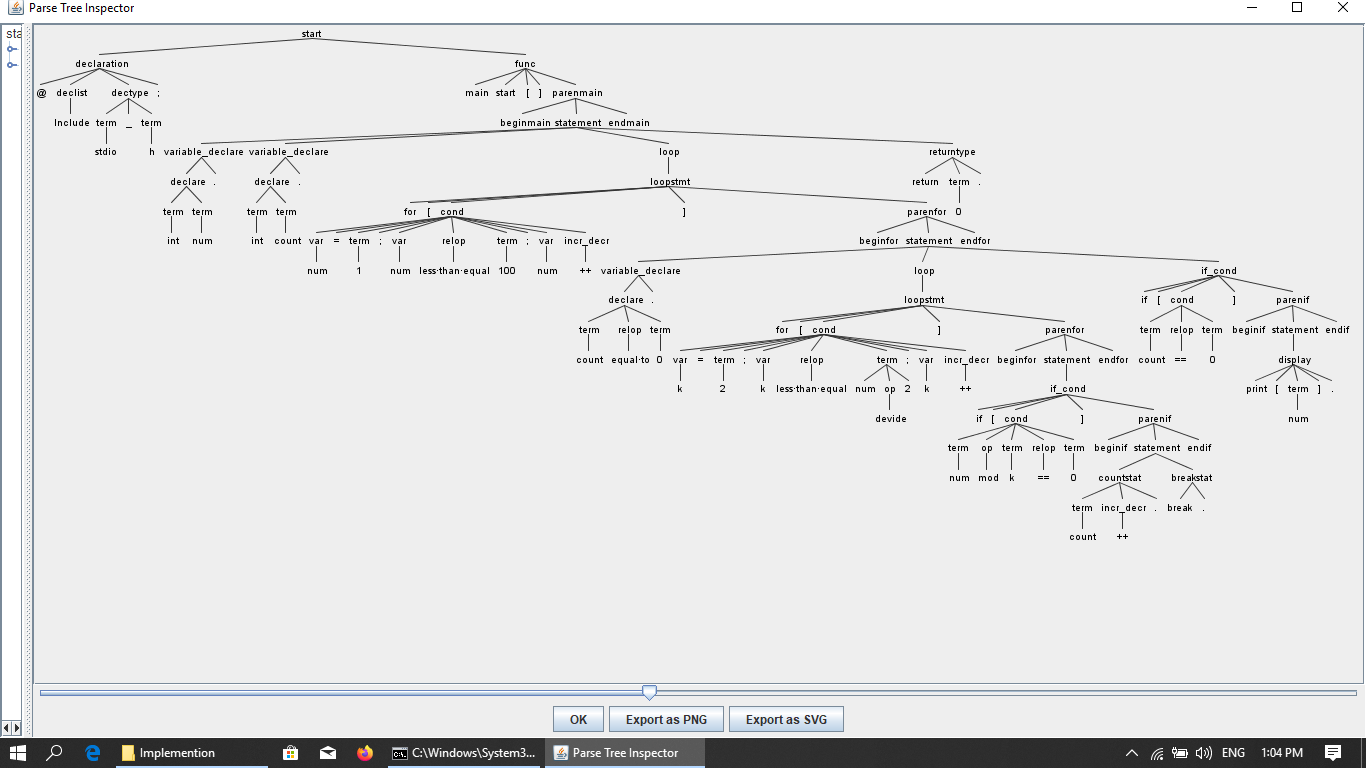 Parse Tree Inspector
sta
start
declaration func
@ declist dectype ; main start [ ] parenmain
Include term _ term beginmain statement endmain
stdio h variable_declare variable_declare loop returntype
declare . declare . loopstmt return term .
term term term term for [ cond ] parenfor 0
int num int count var = term ; var relop term ; var incr_decr beginfor statement endfor
num 1 num less·than·equal 100 num ++ variable_declare loop if_cond
declare . loopstmt if [ cond ] parenif
term relop term for [ cond ] parenfor term relop term beginif statement endif
count equal·to 0 var = term ; var relop term ; var incr_decr beginfor statement endfor count == 0 display
k 2 k less·than·equal num op 2 k ++ if_cond print [ term ] .
devide if [ cond ] parenif num
term op term relop term beginif statement endif
num mod k == 0 countstat breakstat
term incr_decr . break .
count ++
OK Export as PNG Export as SVG
Implemention C:\Windows\System3... Parse Tree Inspector ENG 1:04 PM